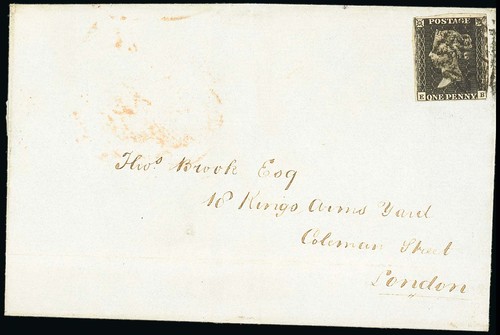 POSTAGE
E B
ONE PENNY
Thos. Brook Esq
18 Kings Arms Yard
Coleman Street
London